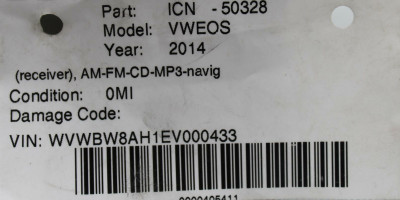 Part: ICN - 50328
Model: VWEOS
Year: 2014
(receiver), AM-FM-CD-MP3-navig
Condition: 0MI
Damage Code:
VIN: WVWBW8AH1EV000433
0000405411